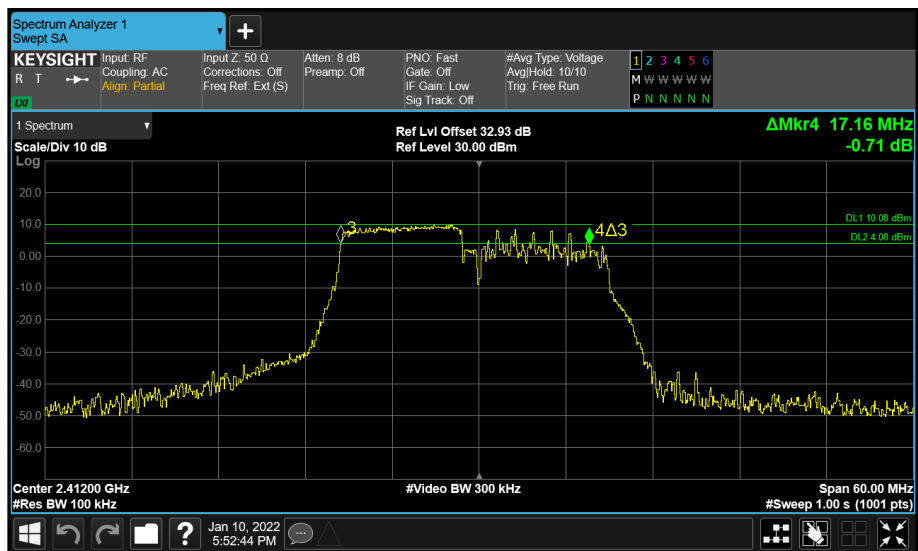 Spectrum Analyzer 1
Swept SA
KEYSIGHT Input: RF Input Z: 50 Ω Atten: 8 dB PNO: Fast #Avg Type: Voltage 1 2 3 4 5 6
R T Coupling: AC Corrections: Off Preamp: Off Gate: Off Avg|Hold: 10/10 M W W W W W
Align: Partial Freq Ref: Ext (S) IF Gain: Low Trig: Free Run
LXI Sig Track: Off P N N N N N
1 Spectrum Ref Lvl Offset 32.93 dB ΔMkr4 17.16 MHz
Scale/Div 10 dB Ref Level 30.00 dBm -0.71 dB
Log
20.0
10.0 3 4Δ3 DL1 10.08 dBm
DL2 4.08 dBm
0.00
-10.0
-20.0
-30.0
-40.0
-50.0
-60.0
Center 2.41200 GHz #Video BW 300 kHz Span 60.00 MHz
#Res BW 100 kHz #Sweep 1.00 s (1001 pts)
? Jan 10, 2022
5:52:44 PM